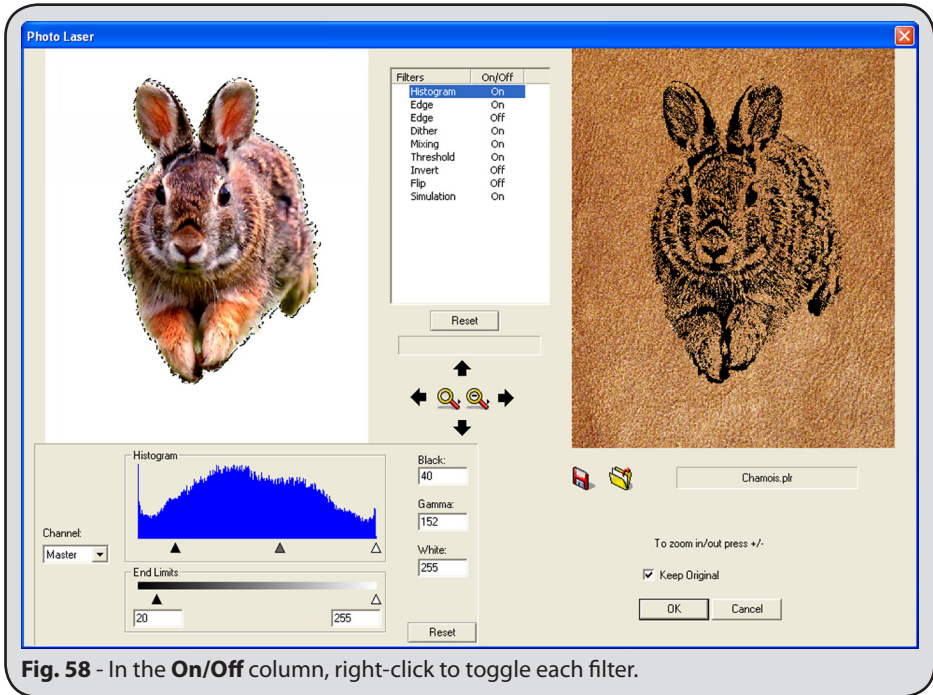 Photo Laser
Filters On/Off
Histogram On
Edge On
Edge Off
Dither On
Mixing On
Threshold On
Invert Off
Flip Off
Simulation On
Reset
Histogram
Channel:
Master
Black:
40
Gamma:
152
White:
255
End Limits
20 255
Reset
Chamois.plr
To zoom in/out press +/-
Keep Original
OK Cancel
Fig. 58 - In the On/Off column, right-click to toggle each filter.